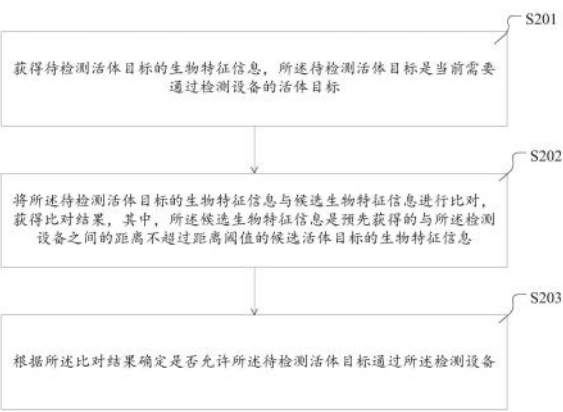 S201
获得待检测活体目标的生物特征信息，所述待检测活体目标是当前需要
通过检测设备的活体目标
S202
将所述待检测活体目标的生物特征信息与候选生物特征信息进行比对，
获得比对结果，其中，所述候选生物特征信息是预先获得的与所述检测
设备之间的距离不超过距离阈值的候选活体目标的生物特征信息
S203
根据所述比对结果确定是否允许所述待检测活体目标通过所述检测设备